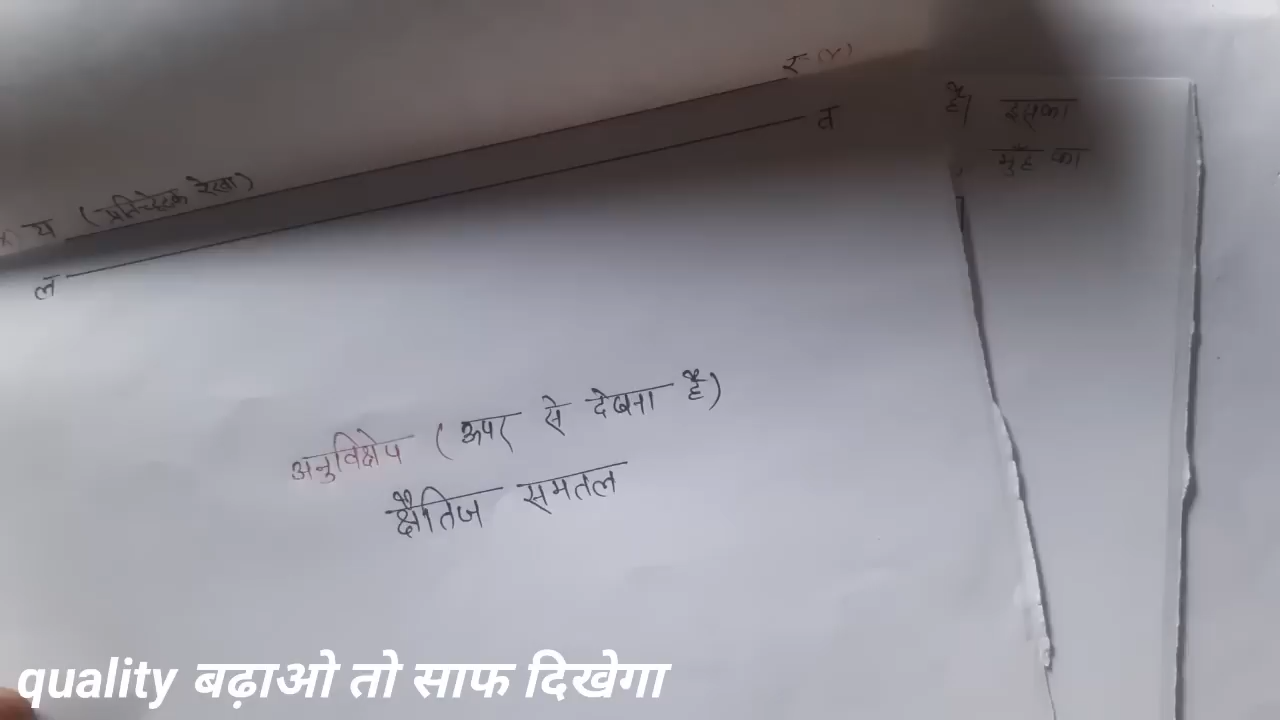 र (Y)
त
है। इसका
मुँह का
(X) य (प्रतिच्छेदक रेखा)
ल
अनुविक्षेप (ऊपर से देखना है)
क्षैतिज समतल
quality बढ़ाओ तो साफ दिखेगा